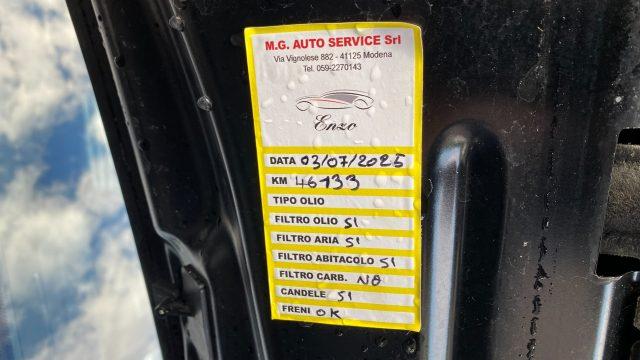 M.G. AUTO SERVICE Srl
Via Vignolese 882 - 41125 Modena
Tel. 059-2270143
Enzo
DATA 03/07/2025
KM 46133
TIPO OLIO
FILTRO OLIO SI
FILTRO ARIA SI
FILTRO ABITACOLO SI
FILTRO CARB. NO
CANDELE SI
FRENI OK